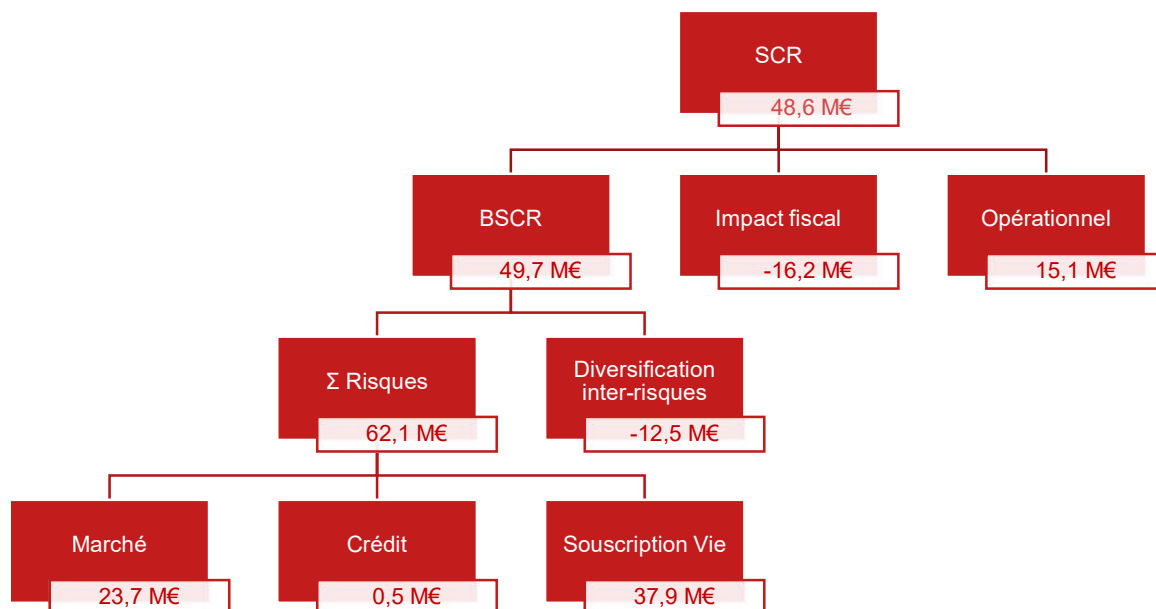 SCR
48,6 M€
BSCR
49,7 M€
Impact fiscal
-16,2 M€
Opérationnel
15,1 M€
Σ Risques
62,1 M€
Diversification
inter-risques
-12,5 M€
Marché
23,7 M€
Crédit
0,5 M€
Souscription Vie
37,9 M€